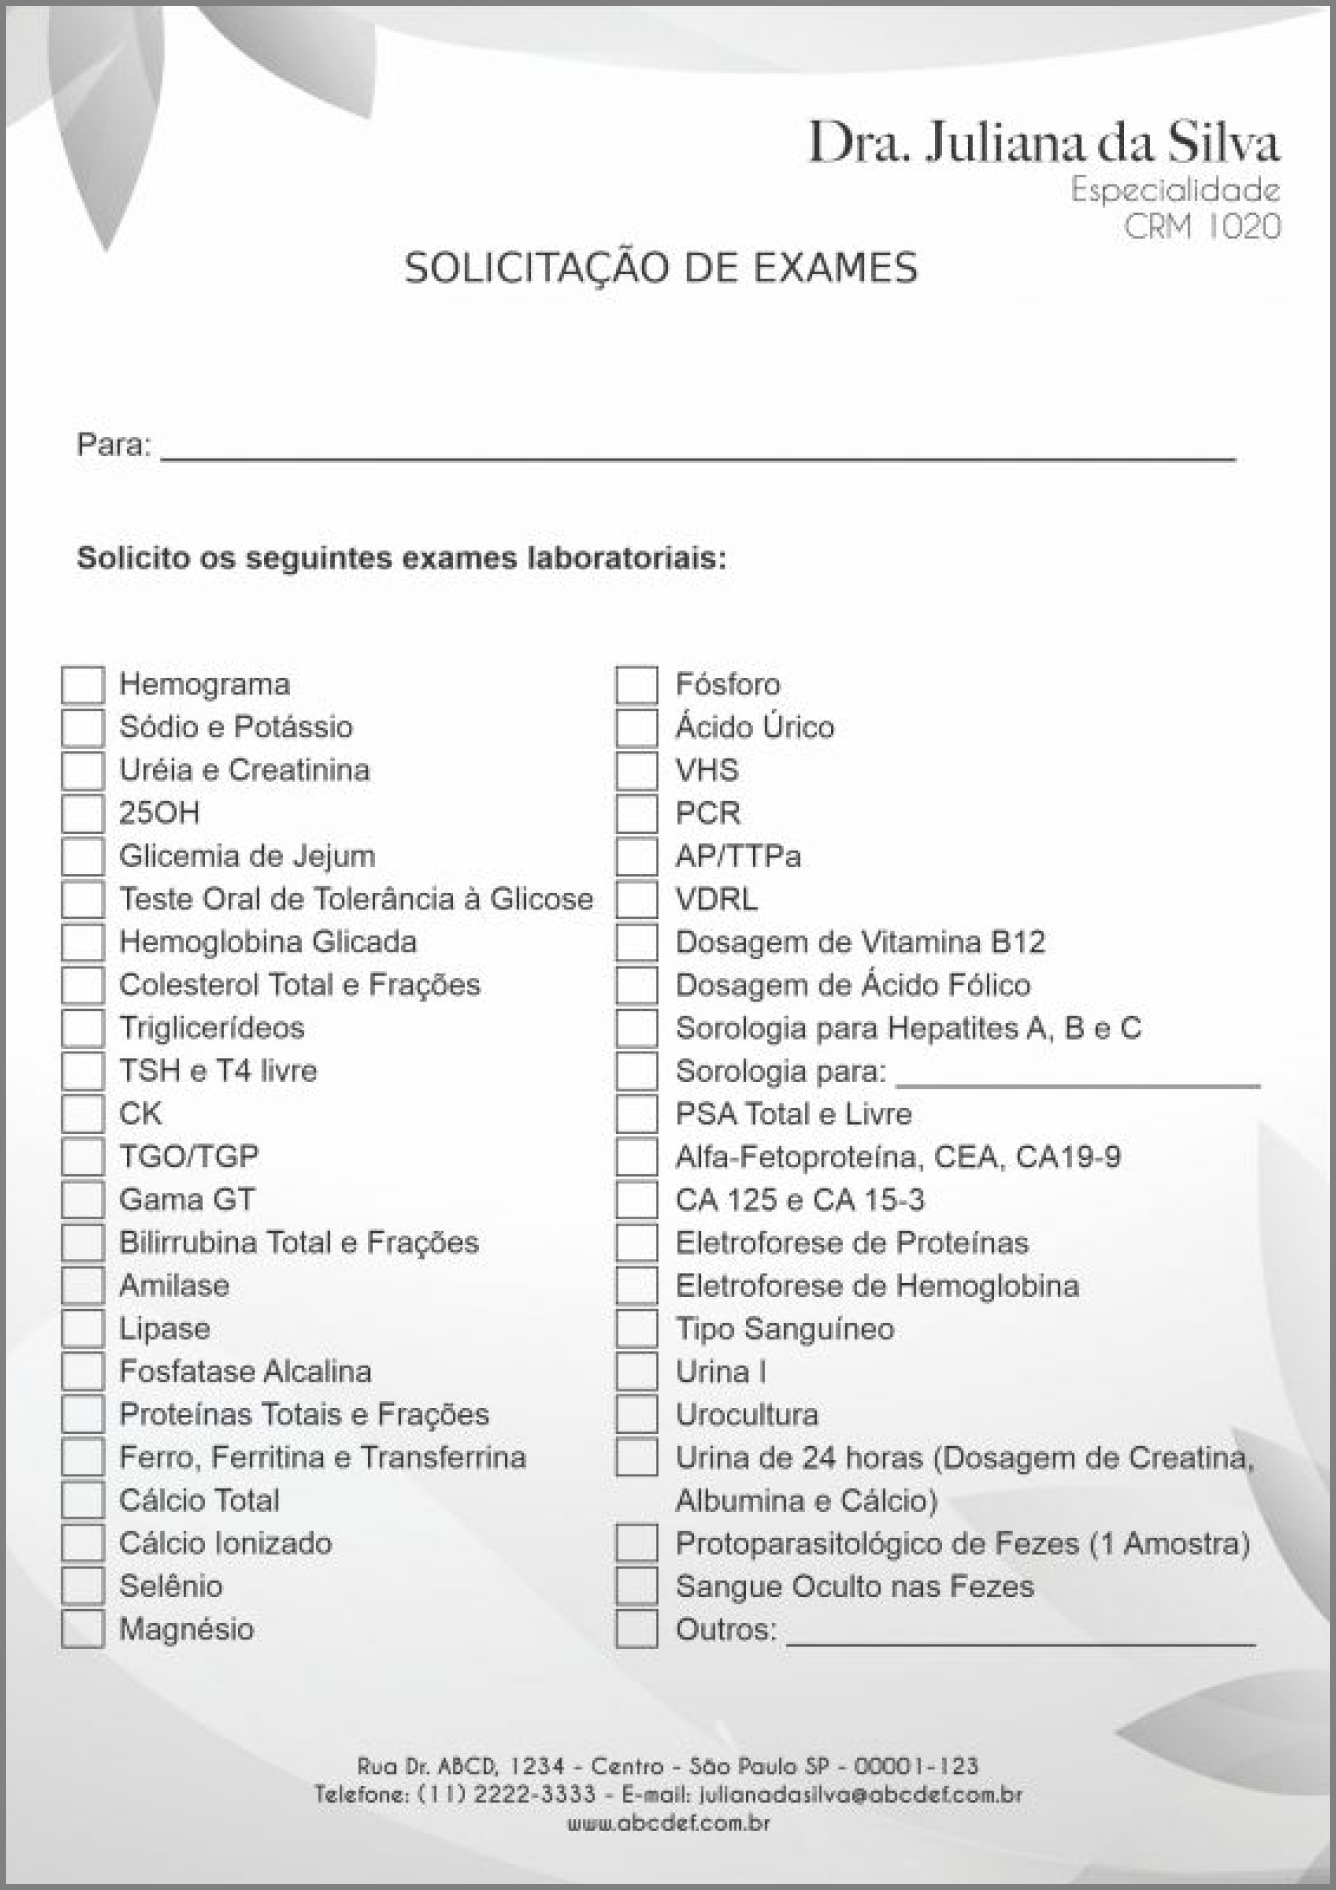 Dra. Juliana da Silva
Especialidade
CRM 1020
SOLICITAÇÃO DE EXAMES
Para:
Solicito os seguintes exames laboratoriais:
Hemograma
Sódio e Potássio
Uréia e Creatinina
25OH
Glicemia de Jejum
Teste Oral de Tolerância à Glicose
Hemoglobina Glicada
Colesterol Total e Frações
Triglicerídeos
TSH e T4 livre
CK
TGO/TGP
Gama GT
Bilirrubina Total e Frações
Amilase
Lipase
Fosfatase Alcalina
Proteínas Totais e Frações
Ferro, Ferritina e Transferrina
Cálcio Total
Cálcio Ionizado
Selênio
Magnésio
Fósforo
Ácido Úrico
VHS
PCR
AP/TTPa
VDRL
Dosagem de Vitamina B12
Dosagem de Ácido Fólico
Sorologia para Hepatites A, B e C
Sorologia para:
PSA Total e Livre
Alfa-Fetoproteína, CEA, CA19-9
CA 125 e CA 15-3
Eletroforese de Proteínas
Eletroforese de Hemoglobina
Tipo Sanguíneo
Urina I
Urocultura
Urina de 24 horas (Dosagem de Creatina,
Albumina e Cálcio)
Protoparasitológico de Fezes (1 Amostra)
Sangue Oculto nas Fezes
Outros:
Rua Dr. ABCD, 1234 - Centro - São Paulo SP - 00001-123
Telefone: (11) 2222-3333 - E-mail: julianadasilva@abcdef.com.br
www.abcdef.com.br